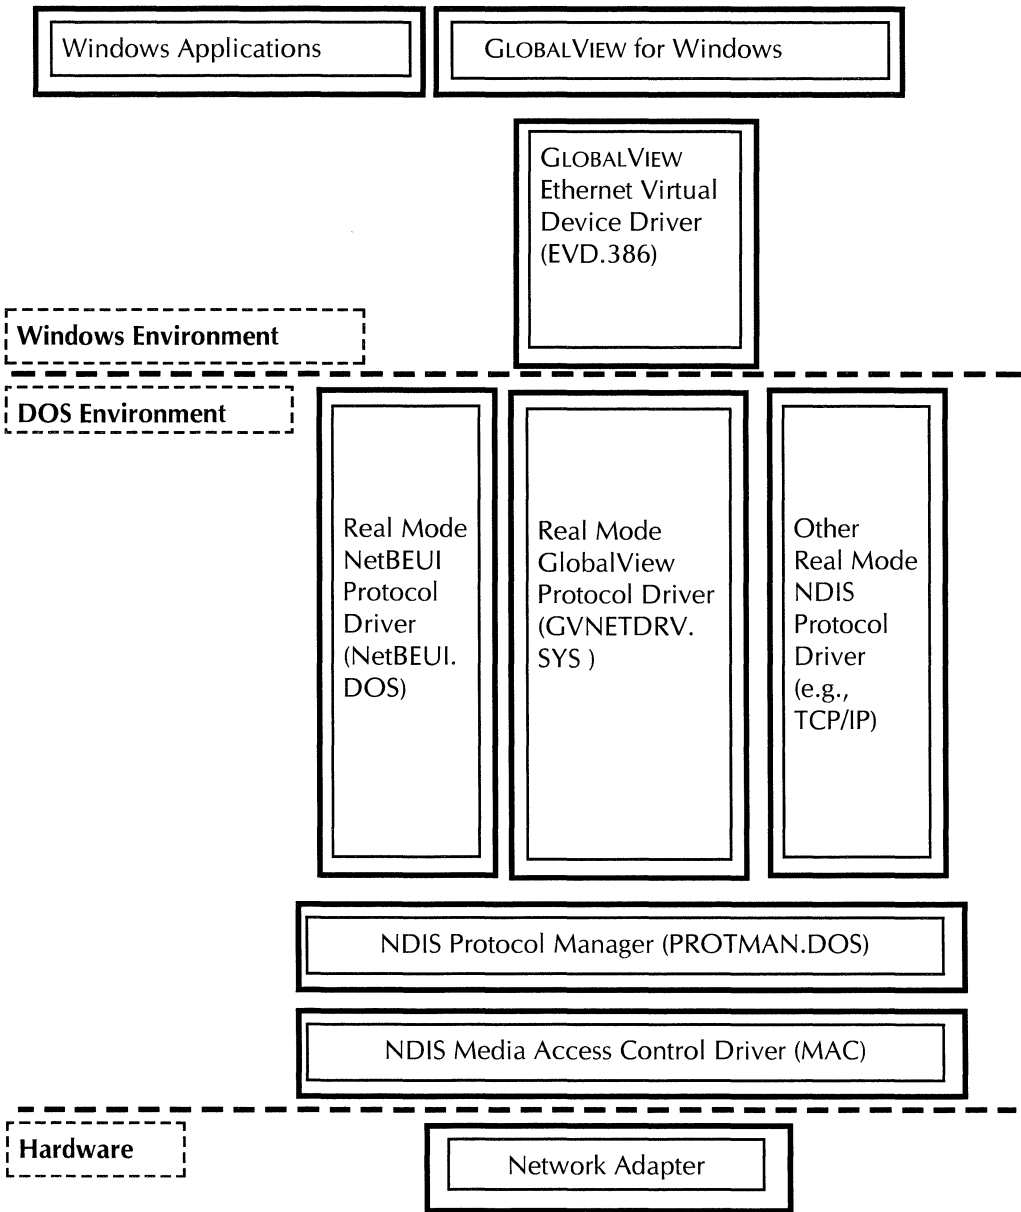 Windows Applications
GLOBALVIEW for Windows
GLOBALVIEW
Ethernet Virtual
Device Driver
(EVD.386)
Windows Environment
DOS Environment
Real Mode
NetBEUI
Protocol
Driver
(NetBEUI.
DOS)
Real Mode
GlobalView
Protocol Driver
(GVNETDRV.
SYS )
Other
Real Mode
NDIS
Protocol
Driver
(e.g.,
TCP/IP)
NDIS Protocol Manager (PROTMAN.DOS)
NDIS Media Access Control Driver (MAC)
Hardware
Network Adapter